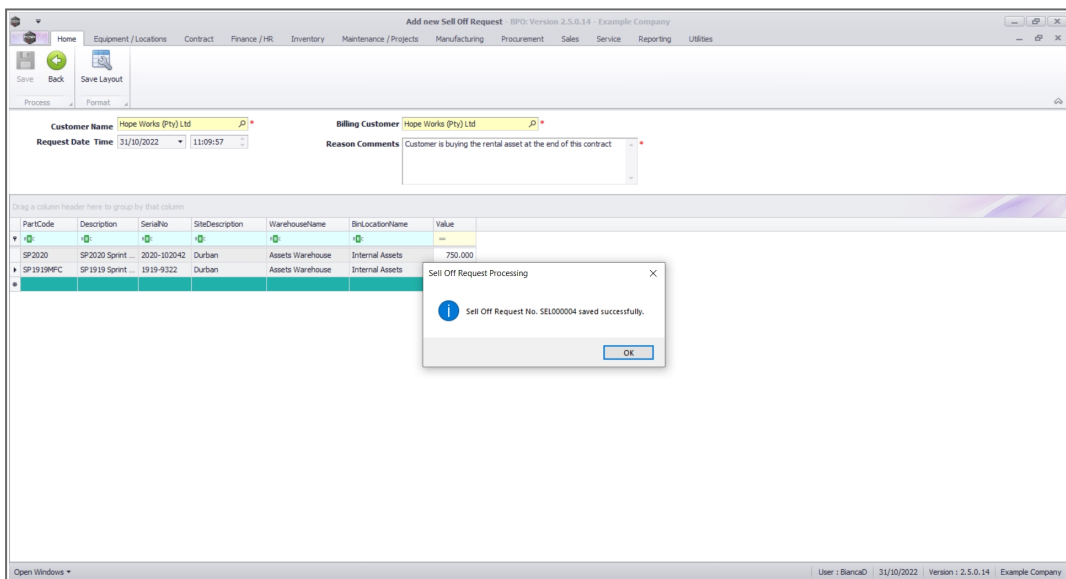 Add new Sell Off Request - BPO: Version 2.5.0.14 - Example Company
Home Equipment / Locations Contract Finance / HR Inventory Maintenance / Projects Manufacturing Procurement Sales Service Reporting Utilities
Save Back Save Layout
Process Format
Customer Name Hope Works (Pty) Ltd * Billing Customer Hope Works (Pty) Ltd *
Request Date Time 31/10/2022 11:09:57 Reason Comments Customer is buying the rental asset at the end of this contract *
Drag a column header here to group by that column
PartCode Description SerialNo SiteDescription WarehouseName BinLocationName Value
SP2020 SP2020 Sprint ... 2020-102042 Durban Assets Warehouse Internal Assets 750.000
SP1919MFC SP1919 Sprint ... 1919-9322 Durban Assets Warehouse Internal Assets
Sell Off Request Processing
Sell Off Request No. SEL000004 saved successfully.
OK
Open Windows User : BiancaD 31/10/2022 Version : 2.5.0.14 Example Company